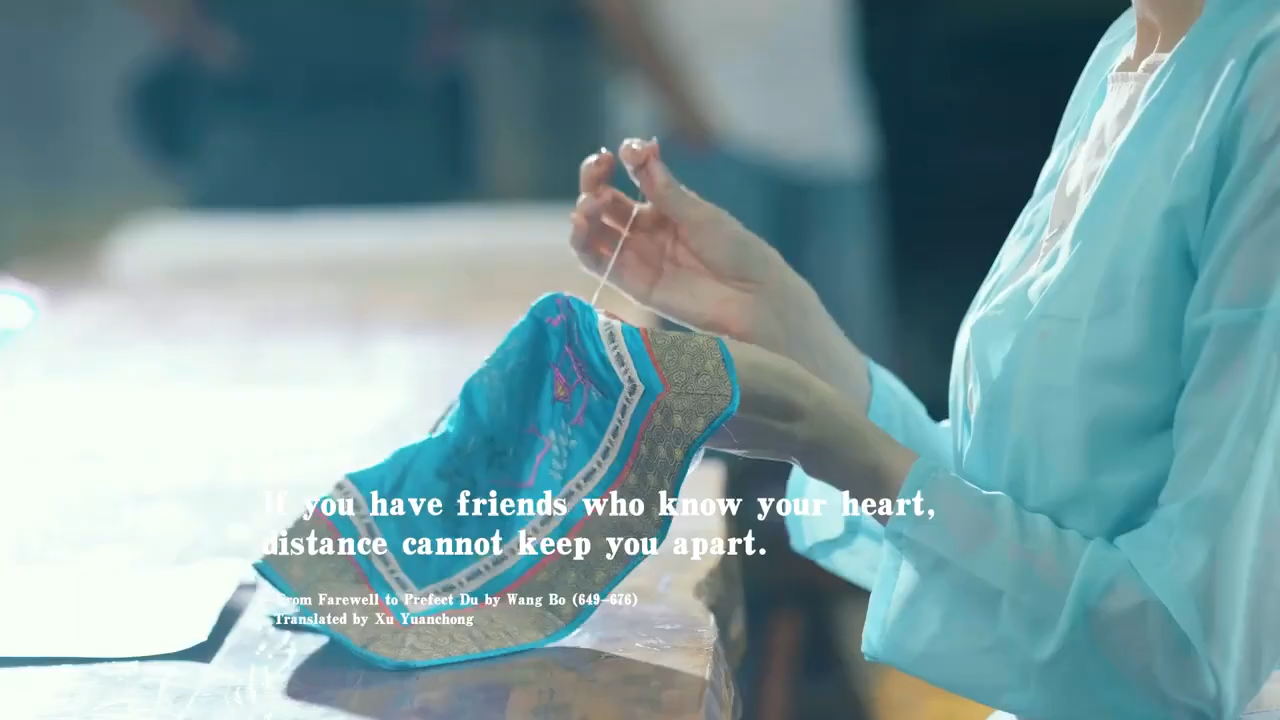 If you have friends who know your heart,
distance cannot keep you apart.
From Farewell to Prefect Du by Wang Bo (649-676)
Translated by Xu Yuanchong